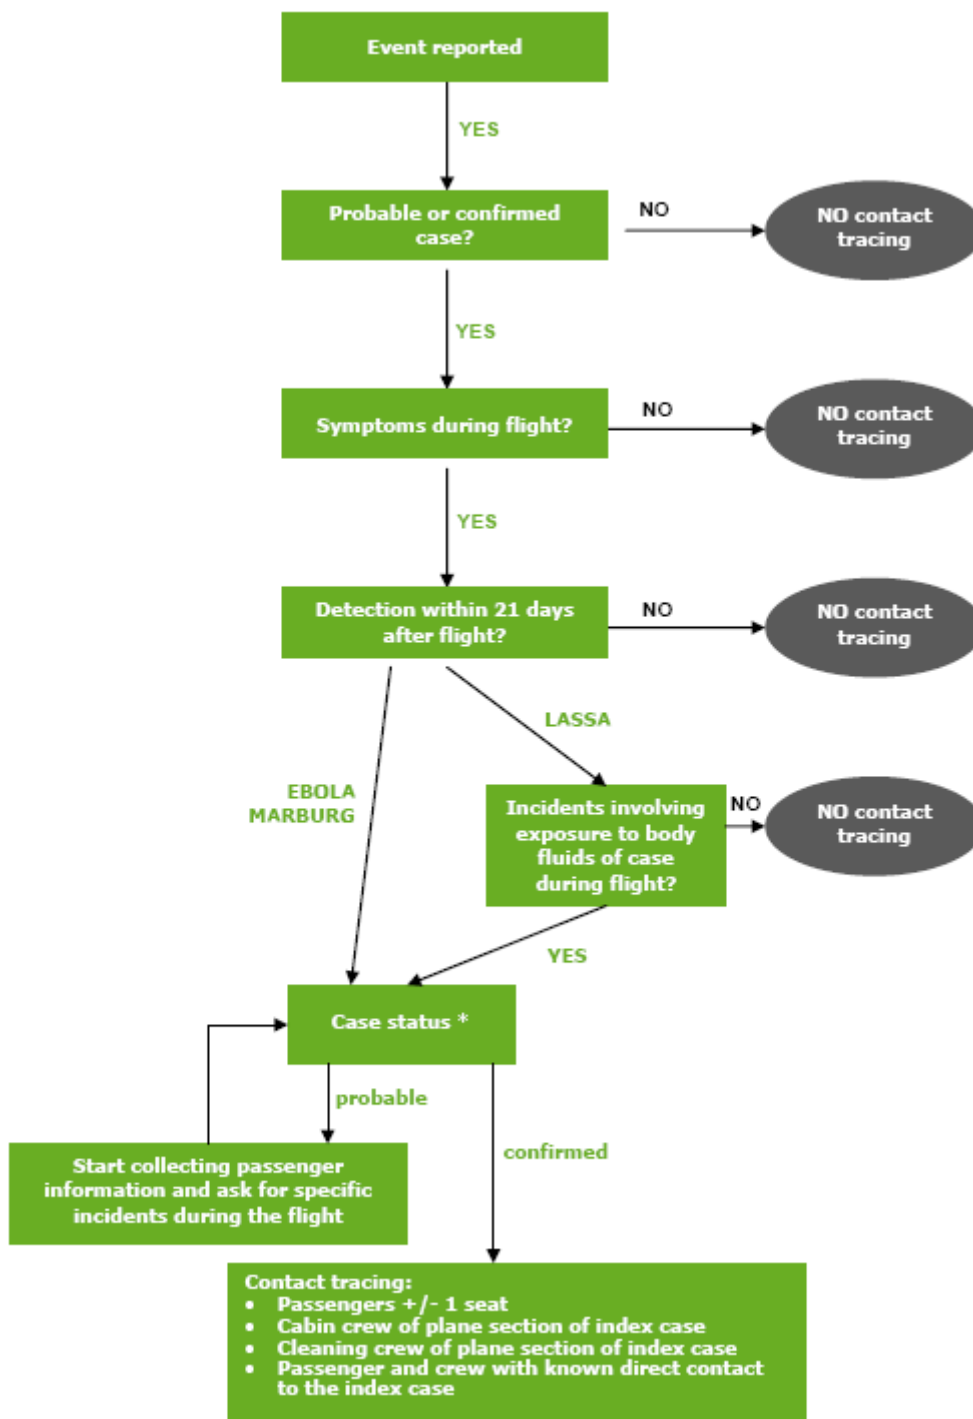 Event reported
YES
Probable or confirmed
case?
NO
NO contact
tracing
YES
Symptoms during flight?
NO
NO contact
tracing
YES
Detection within 21 days
after flight?
NO
NO contact
tracing
LASSA
EBOLA
MARBURG
Incidents involving
exposure to body
fluids of case
during flight?
NO
NO contact
tracing
YES
Case status *
probable
confirmed
Start collecting passenger
information and ask for specific
incidents during the flight
Contact tracing:
• Passengers +/- 1 seat
• Cabin crew of plane section of index case
• Cleaning crew of plane section of index case
• Passenger and crew with known direct contact
to the index case